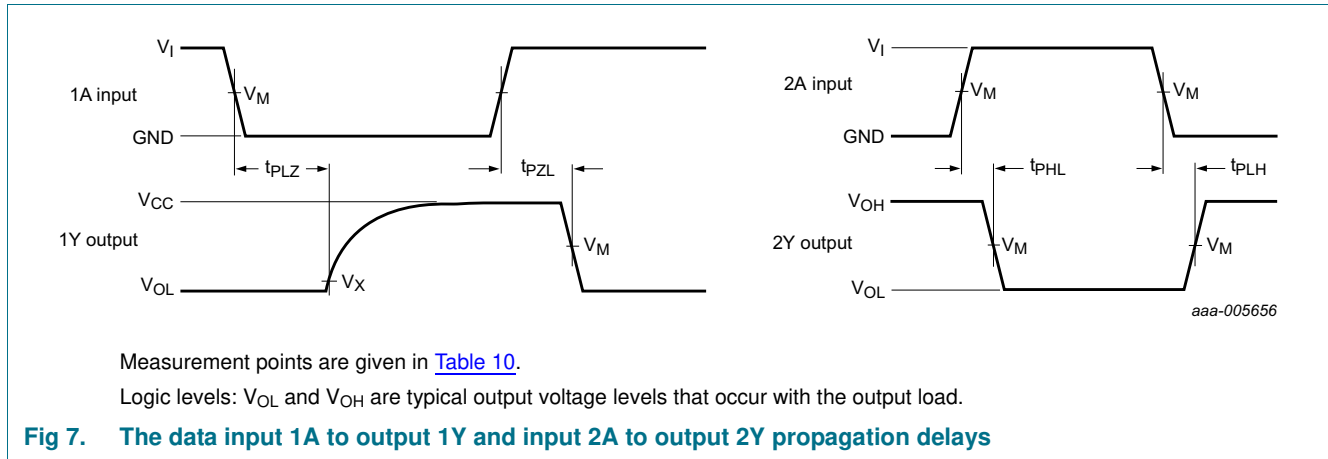 VI
1A input
VM
GND
tPLZ
tPZL
VCC
1Y output
VM
VOL
VX
VI
2A input
VM
VM
GND
tPHL
tPLH
VOH
2Y output
VM
VM
VOL
aaa-005656
Measurement points are given in Table 10.
Logic levels: VOL and VOH are typical output voltage levels that occur with the output load.
Fig 7. The data input 1A to output 1Y and input 2A to output 2Y propagation delays